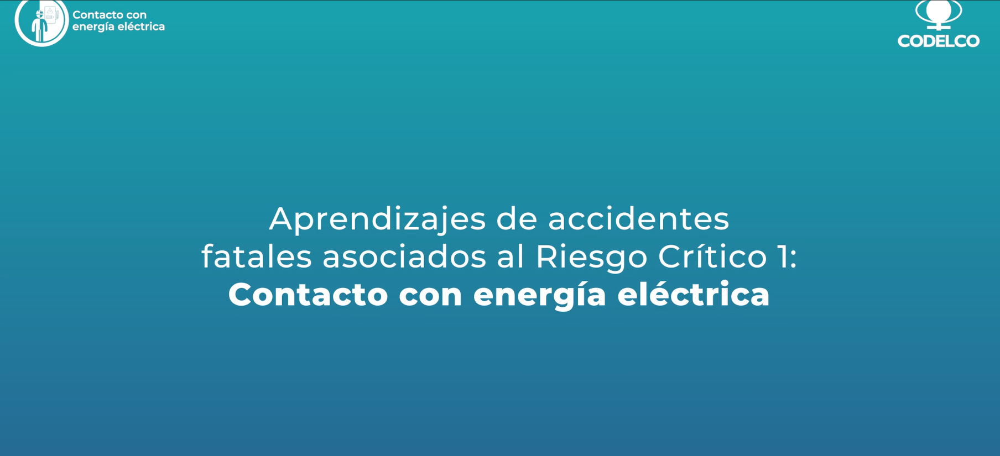 Contacto con
energía eléctrica
CODELCO
Aprendizajes de accidentes
fatales asociados al Riesgo Crítico 1:
Contacto con energía eléctrica